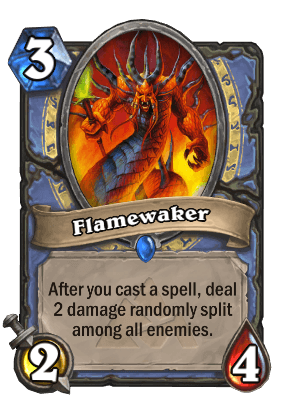 3
Flamewaker
After you cast a spell, deal
2 damage randomly split
among all enemies.
2
4